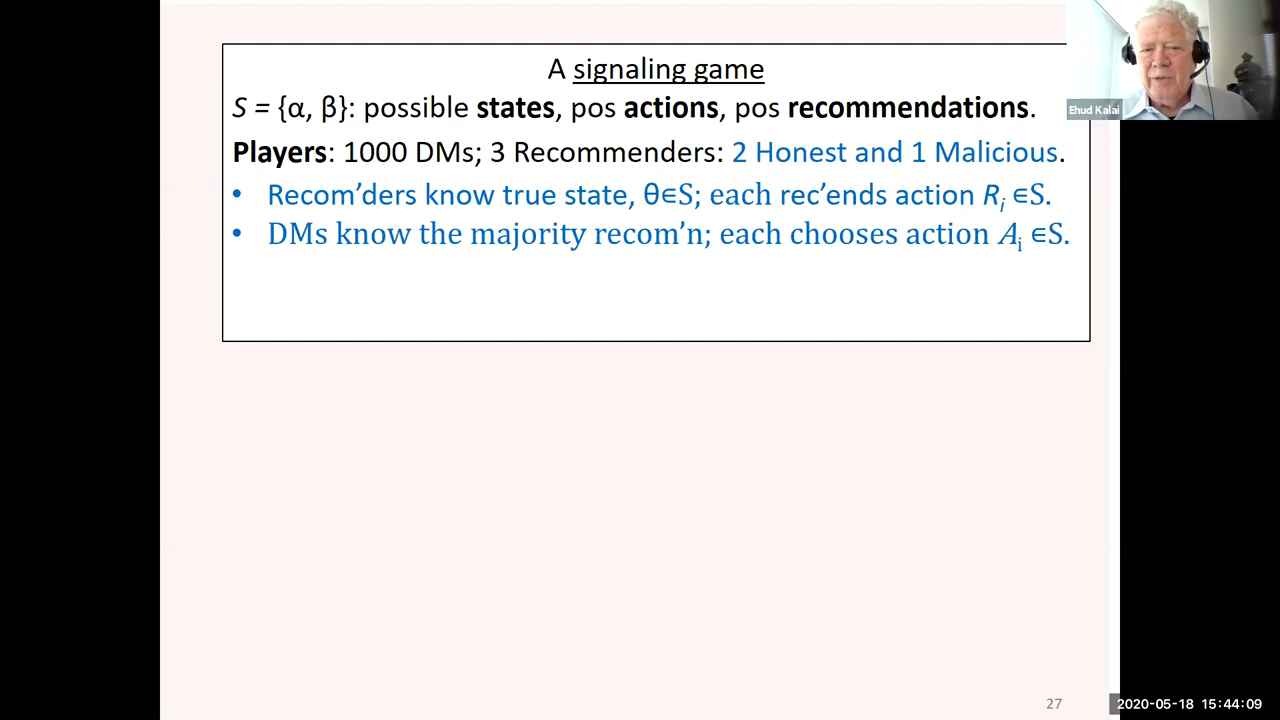 A signaling game
S = {α, β}: possible states, pos actions, pos recommendations.
Players: 1000 DMs; 3 Recommenders: 2 Honest and 1 Malicious.
• Recom’ders know true state, θ∈S; each rec’ends action Ri ∈S.
• DMs know the majority recom’n; each chooses action Ai ∈S.
Ehud Kalai
27
2020-05-18 15:44:09